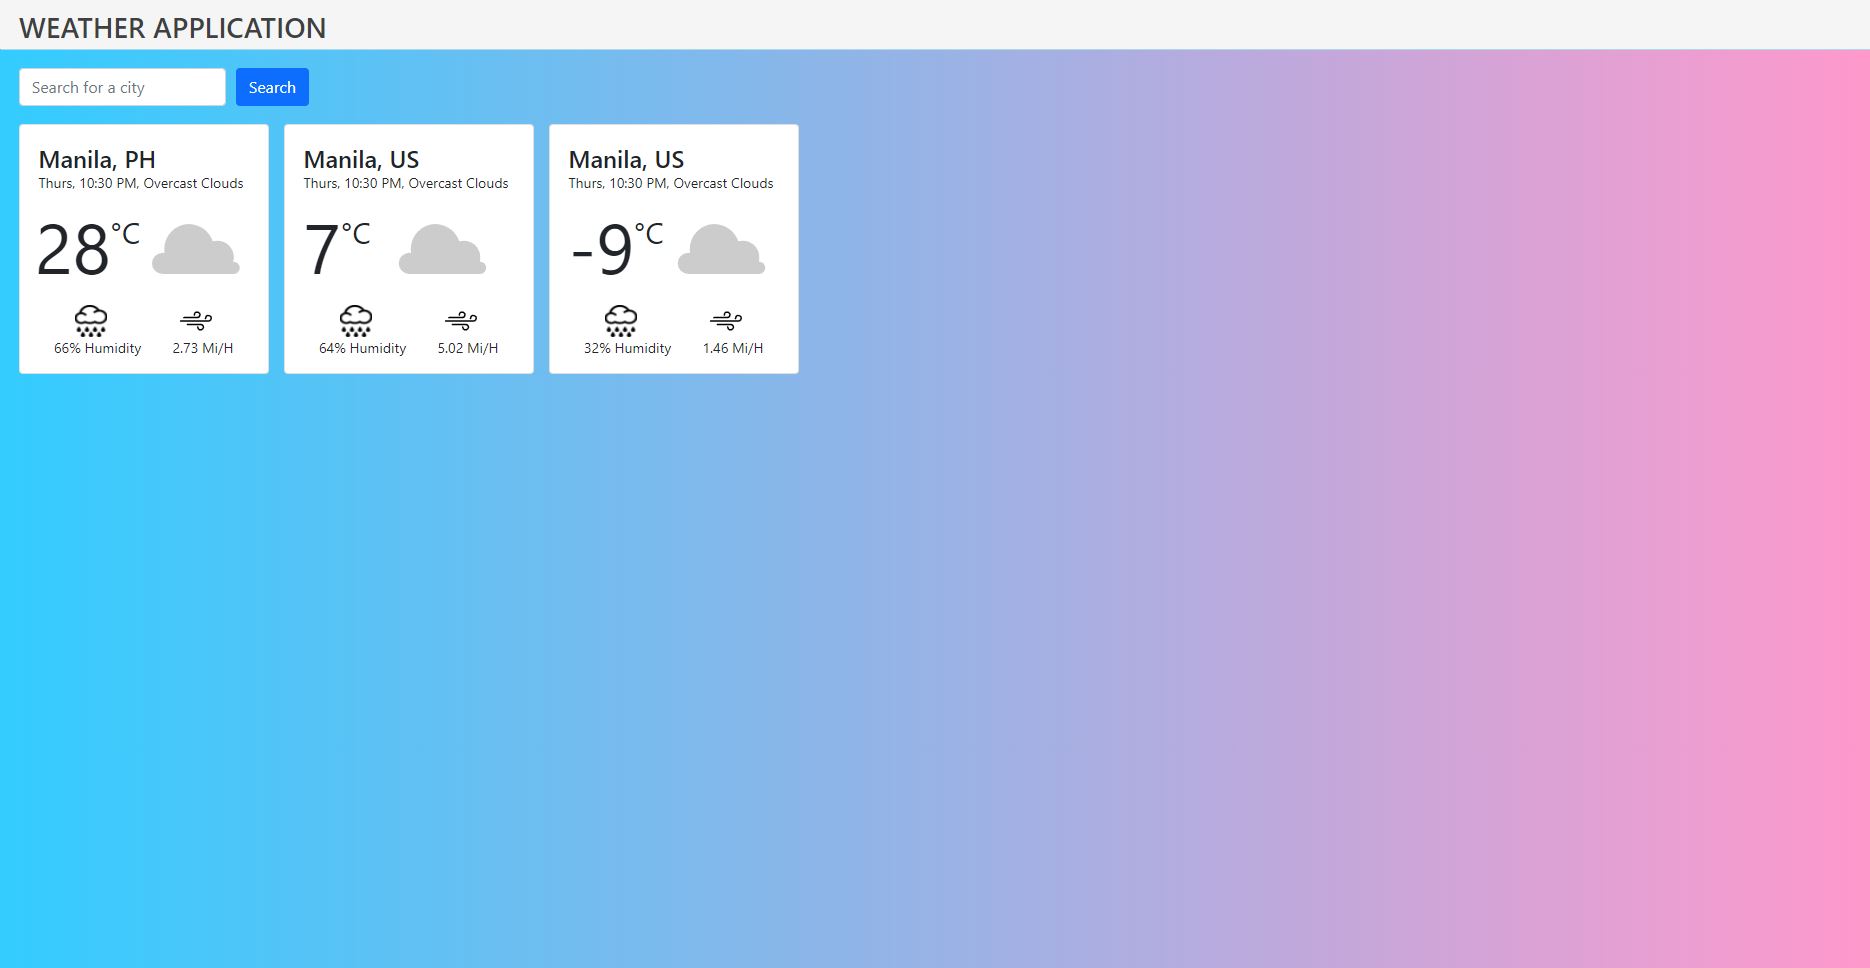 WEATHER APPLICATION
Search for a city
Search
Manila, PH
Thurs, 10:30 PM, Overcast Clouds
28°C
66% Humidity
2.73 Mi/H
Manila, US
Thurs, 10:30 PM, Overcast Clouds
7°C
64% Humidity
5.02 Mi/H
Manila, US
Thurs, 10:30 PM, Overcast Clouds
-9°C
32% Humidity
1.46 Mi/H